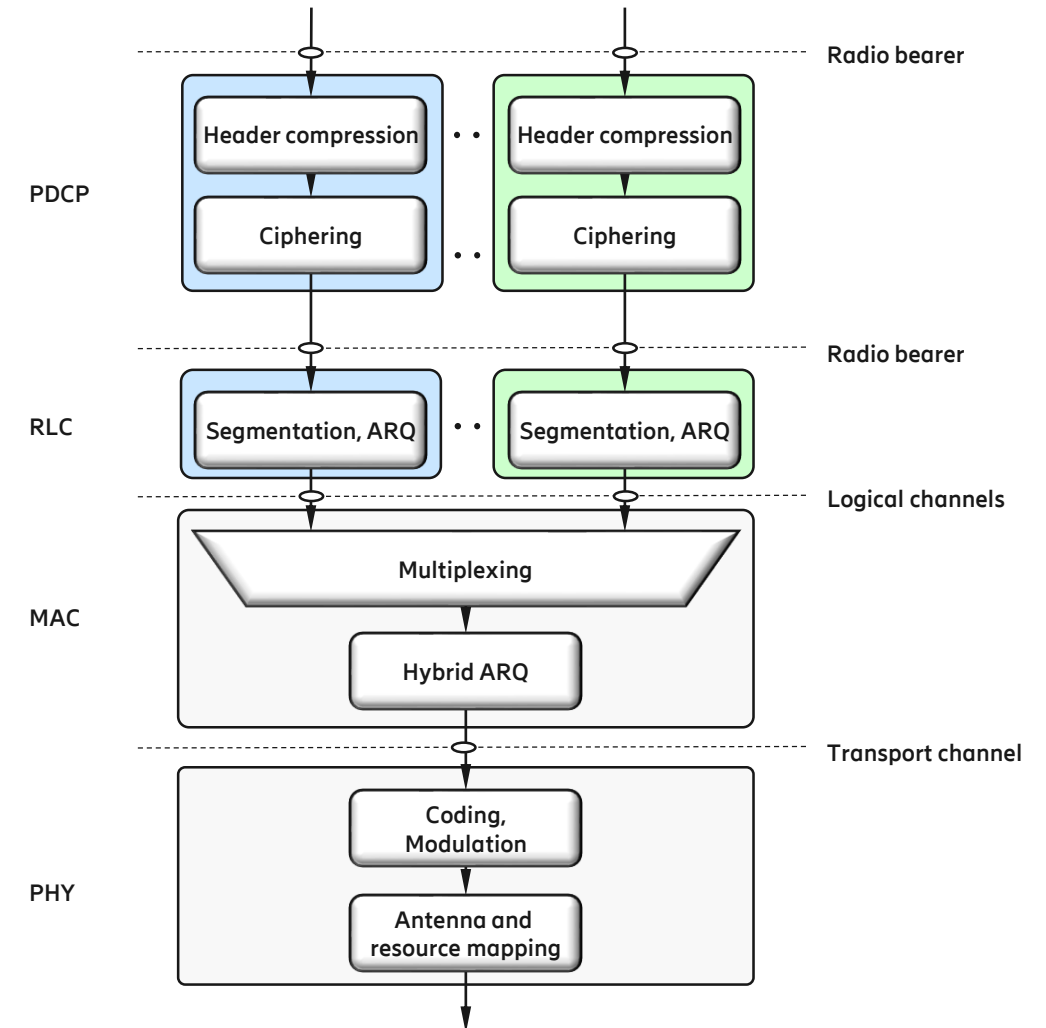 Radio bearer
Header compression
Header compression
PDCP
Ciphering
Ciphering
Radio bearer
RLC
Segmentation, ARQ
Segmentation, ARQ
Logical channels
Multiplexing
MAC
Hybrid ARQ
Transport channel
Coding,
Modulation
PHY
Antenna and
resource mapping